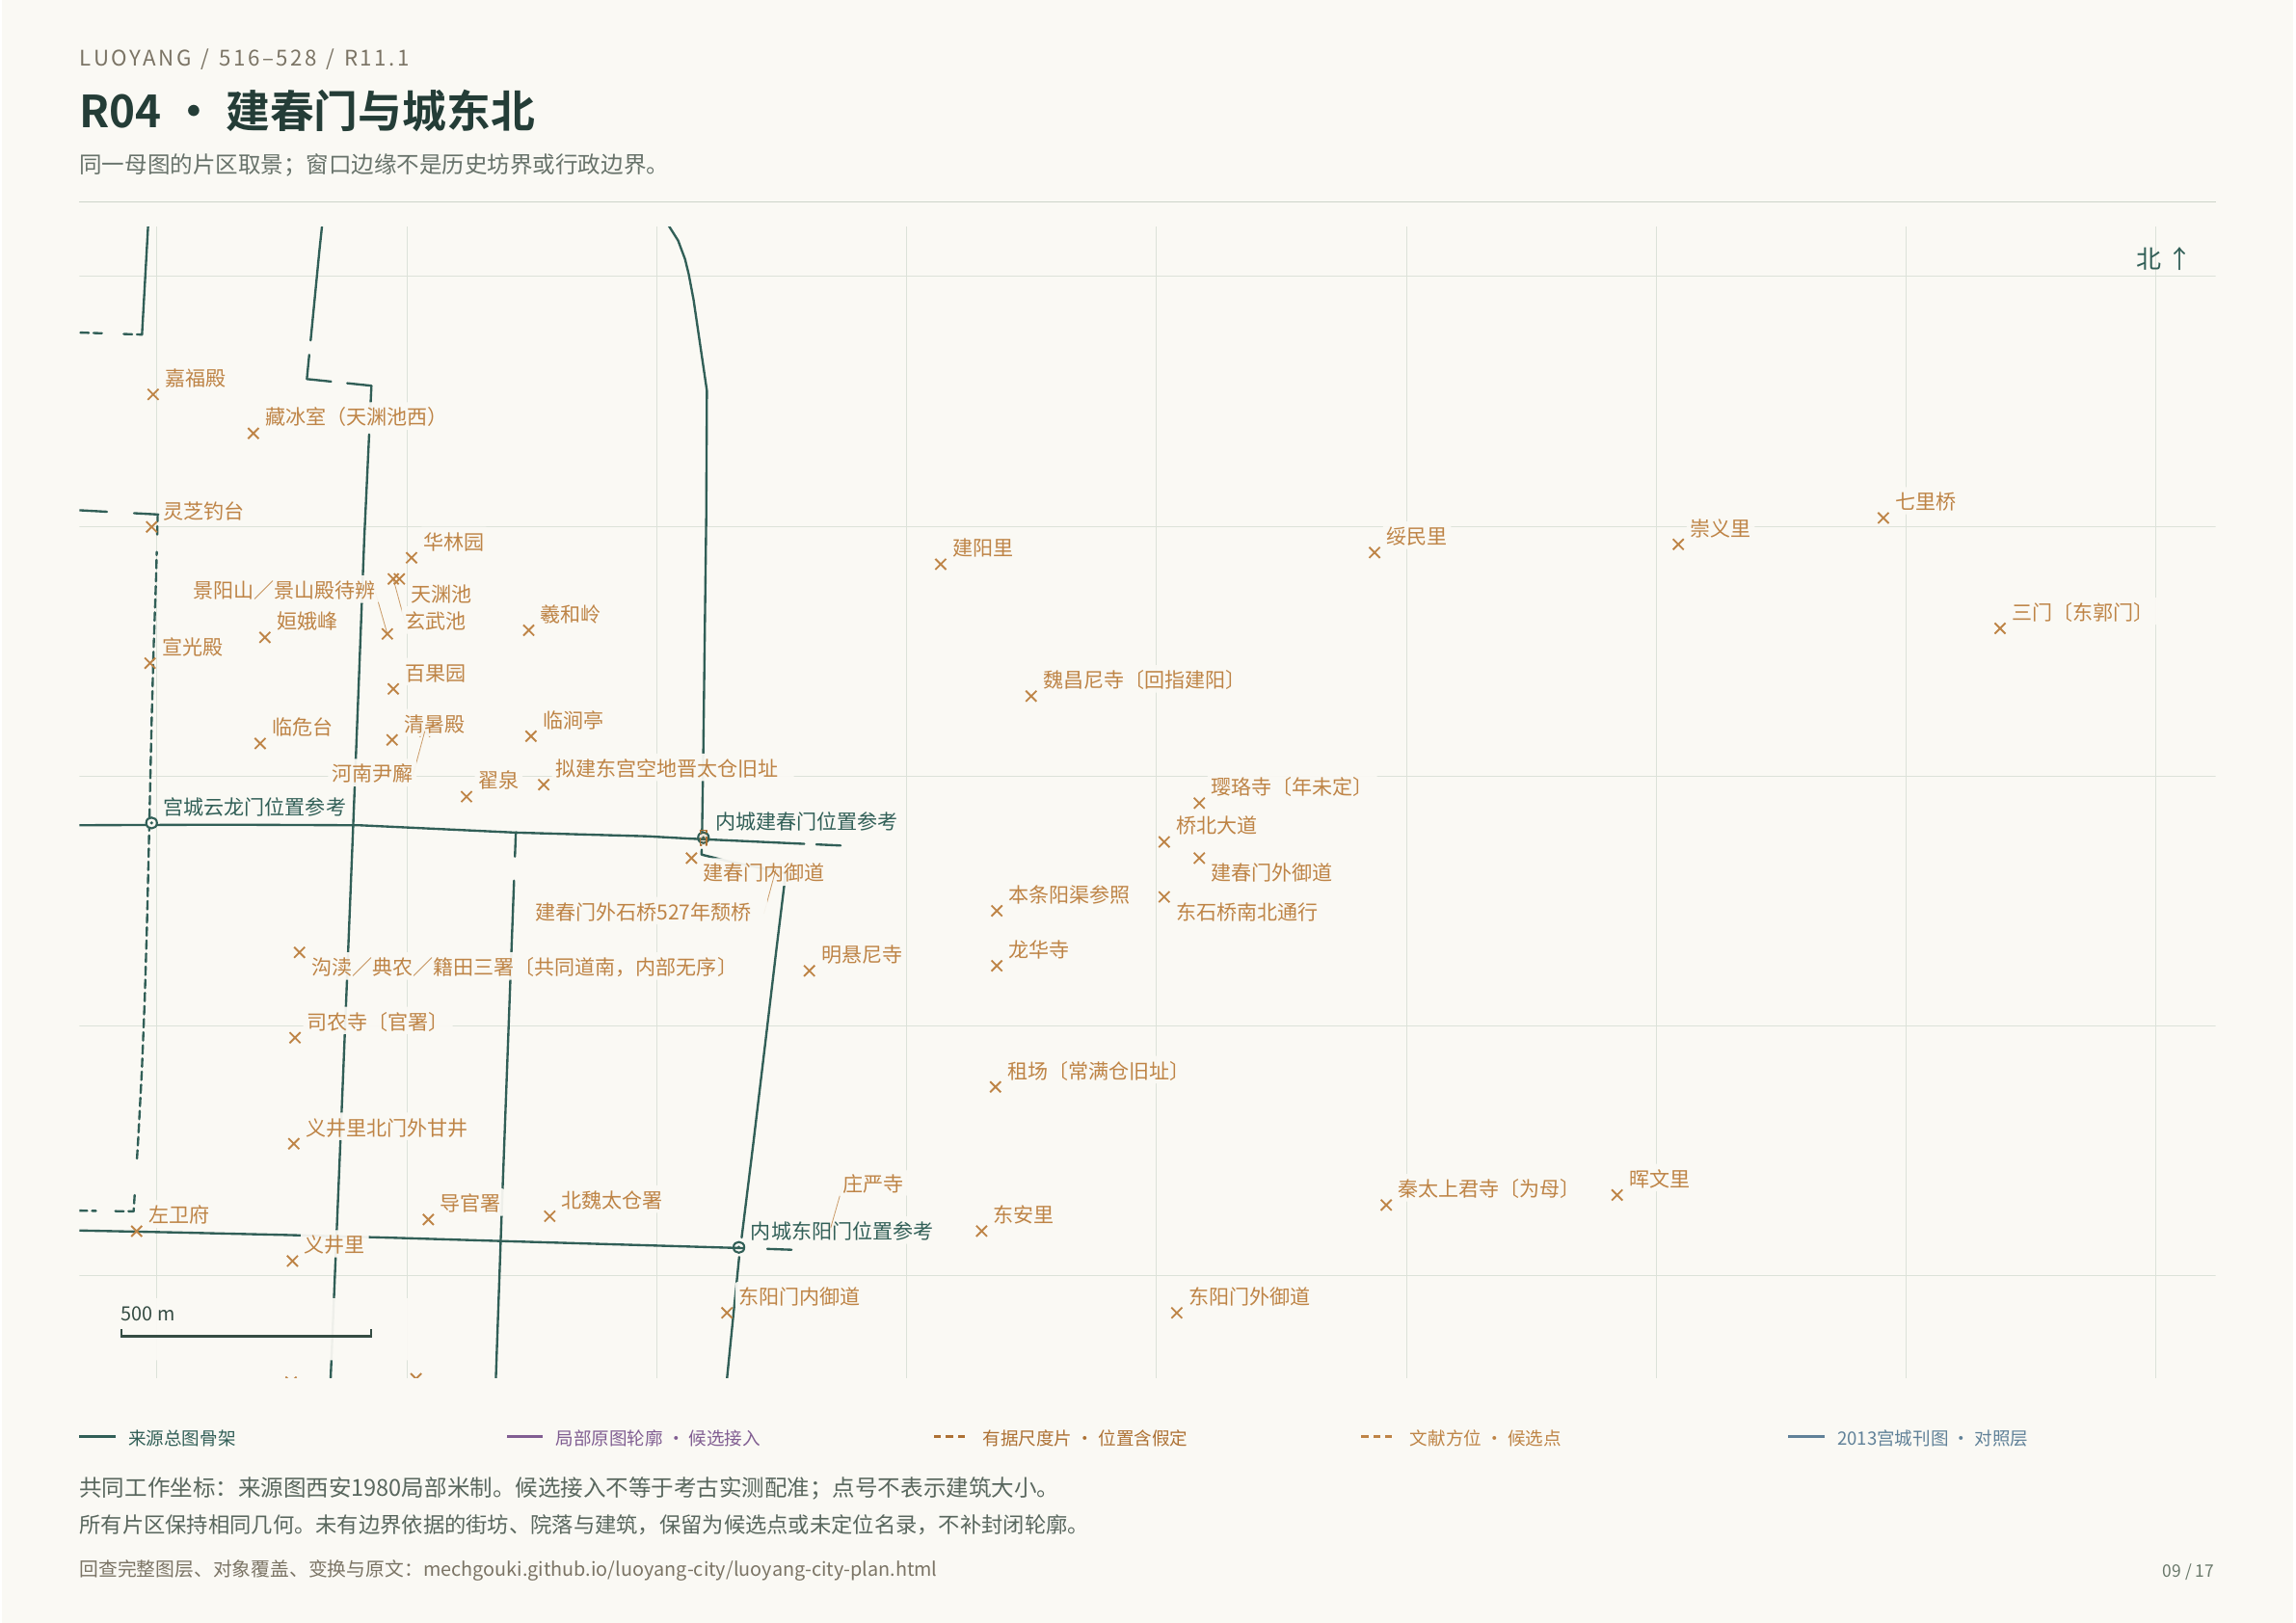 LUOYANG / 516–528 / R11.1
R04 · 建春门与城东北
同一母图的片区取景；窗口边缘不是历史坊界或行政边界。
北 ↑
嘉福殿
藏冰室（天渊池西）
灵芝钓台
七里桥
崇义里
绥民里
华林园
建阳里
景阳山／景山殿待辨
天渊池
三门〔东郭门〕
羲和岭
姮娥峰
玄武池
宣光殿
百果园
魏昌尼寺〔回指建阳〕
临涧亭
清暑殿
临危台
拟建东宫空地晋太仓旧址
河南尹廨
翟泉
璎珞寺〔年未定〕
宫城云龙门位置参考
内城建春门位置参考
桥北大道
建春门内御道
建春门外御道
本条阳渠参照
建春门外石桥527年颓桥
东石桥南北通行
龙华寺
明悬尼寺
沟渎／典农／籍田三署〔共同道南，内部无序〕
司农寺〔官署〕
租场〔常满仓旧址〕
义井里北门外甘井
晖文里
庄严寺
秦太上君寺〔为母〕
北魏太仓署
导官署
左卫府
东安里
内城东阳门位置参考
义井里
东阳门内御道
东阳门外御道
500 m
来源总图骨架
局部原图轮廓 · 候选接入
有据尺度片 · 位置含假定
文献方位 · 候选点
2013宫城刊图 · 对照层
共同工作坐标：来源图西安1980局部米制。候选接入不等于考古实测配准；点号不表示建筑大小。
所有片区保持相同几何。未有边界依据的街坊、院落与建筑，保留为候选点或未定位名录，不补封闭轮廓。
回查完整图层、对象覆盖、变换与原文：mechgouki.github.io/luoyang-city/luoyang-city-plan.html
09 / 17